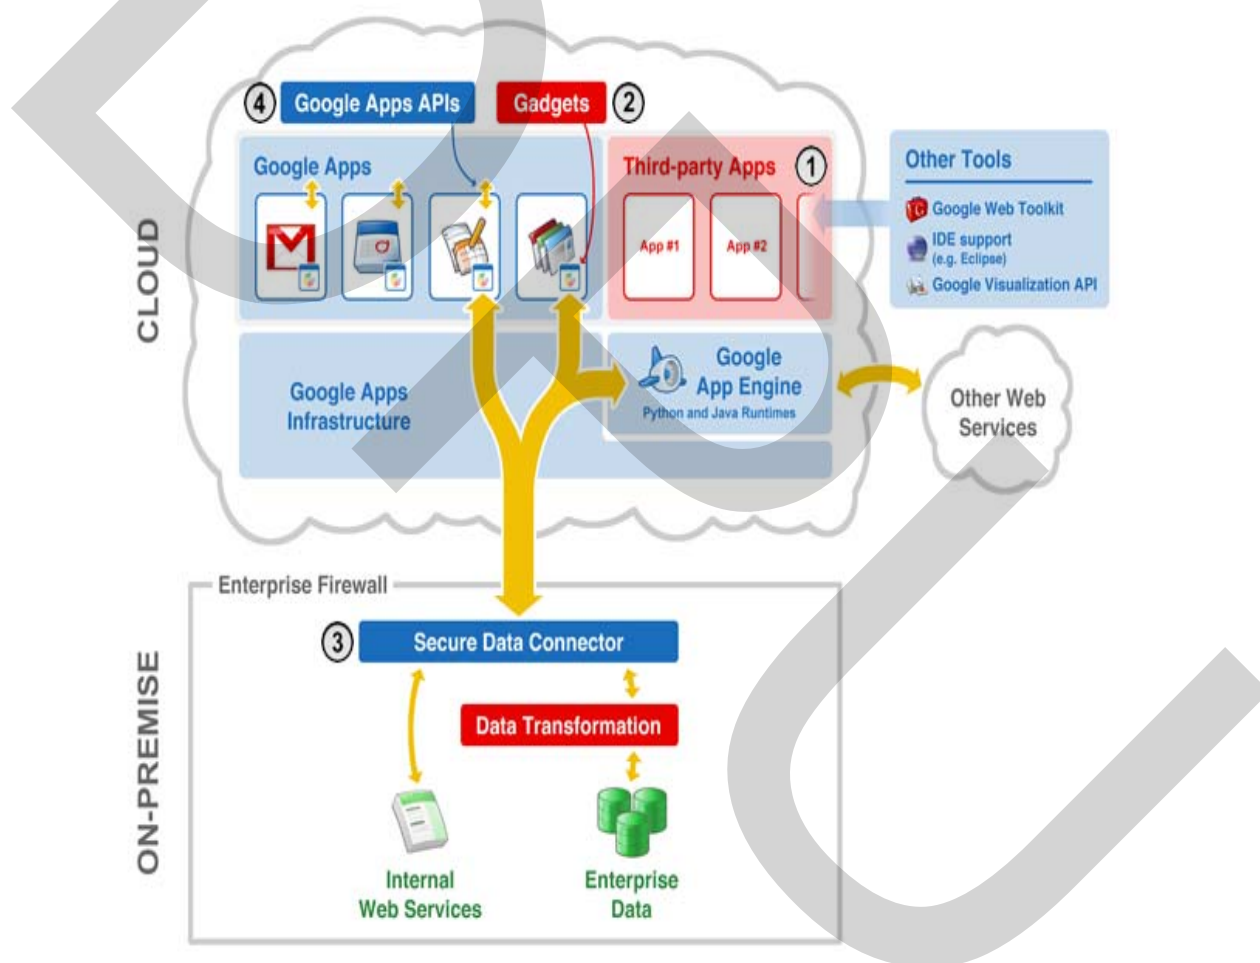 4
Google Apps APIs
Gadgets
2
Google Apps
Third-party Apps
1
App #1
App #2
Other Tools
Google Web Toolkit
IDE support
(e.g. Eclipse)
Google Visualization API
CLOUD
Google Apps
Infrastructure
Google
App Engine
Python and Java Runtimes
Other Web
Services
Enterprise Firewall
3
Secure Data Connector
Data Transformation
ON-PREMISE
Internal
Web Services
Enterprise
Data